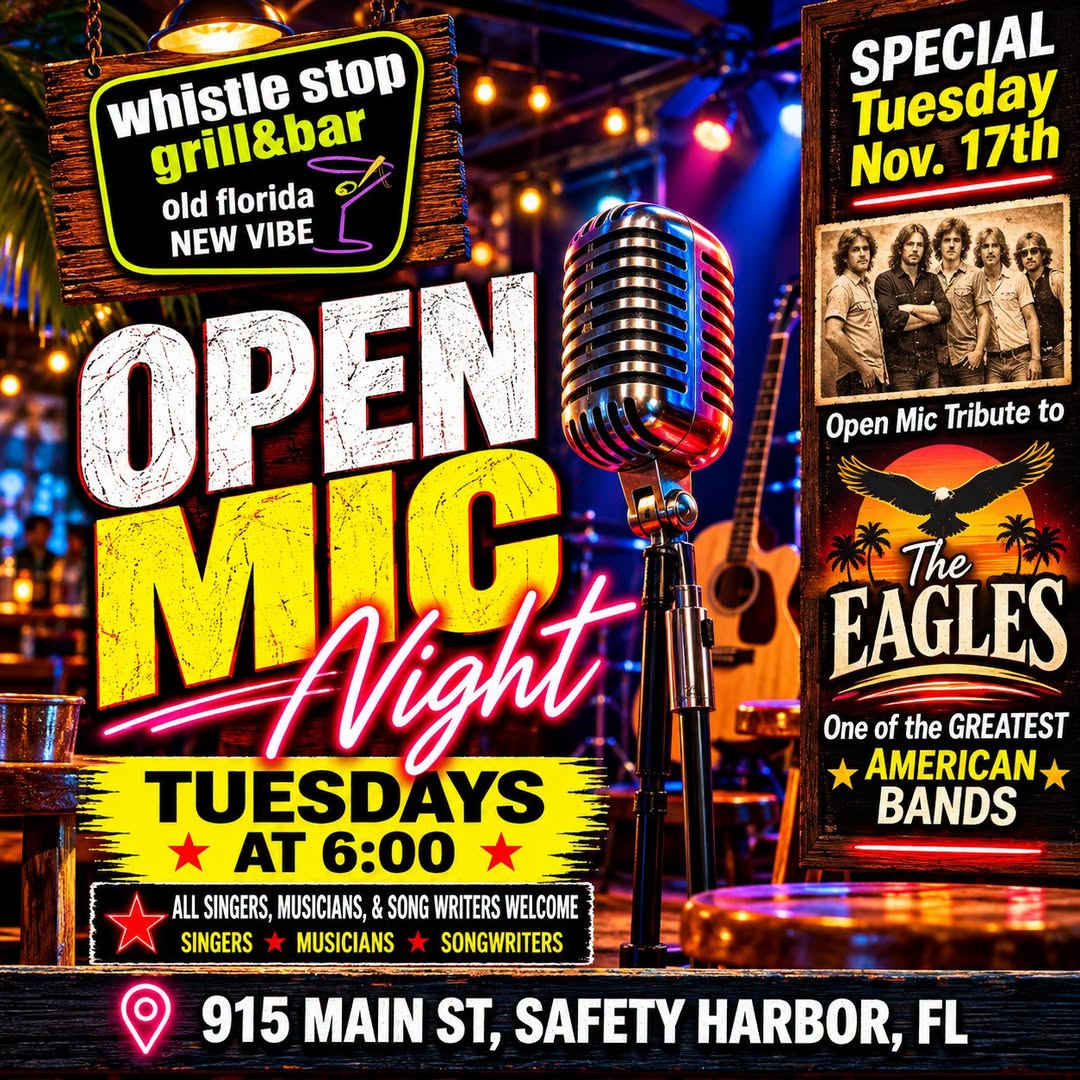 whistle stop
grill&bar
old florida
NEW VIBE
OPEN
MIC
Night
TUESDAYS
AT 6:00
ALL SINGERS, MUSICIANS, & SONG WRITERS WELCOME
SINGERS ★ MUSICIANS ★ SONGWRITERS
SPECIAL
Tuesday
Nov. 17th
Open Mic Tribute to
The
EAGLES
One of the GREATEST
AMERICAN
BANDS
915 MAIN ST, SAFETY HARBOR, FL